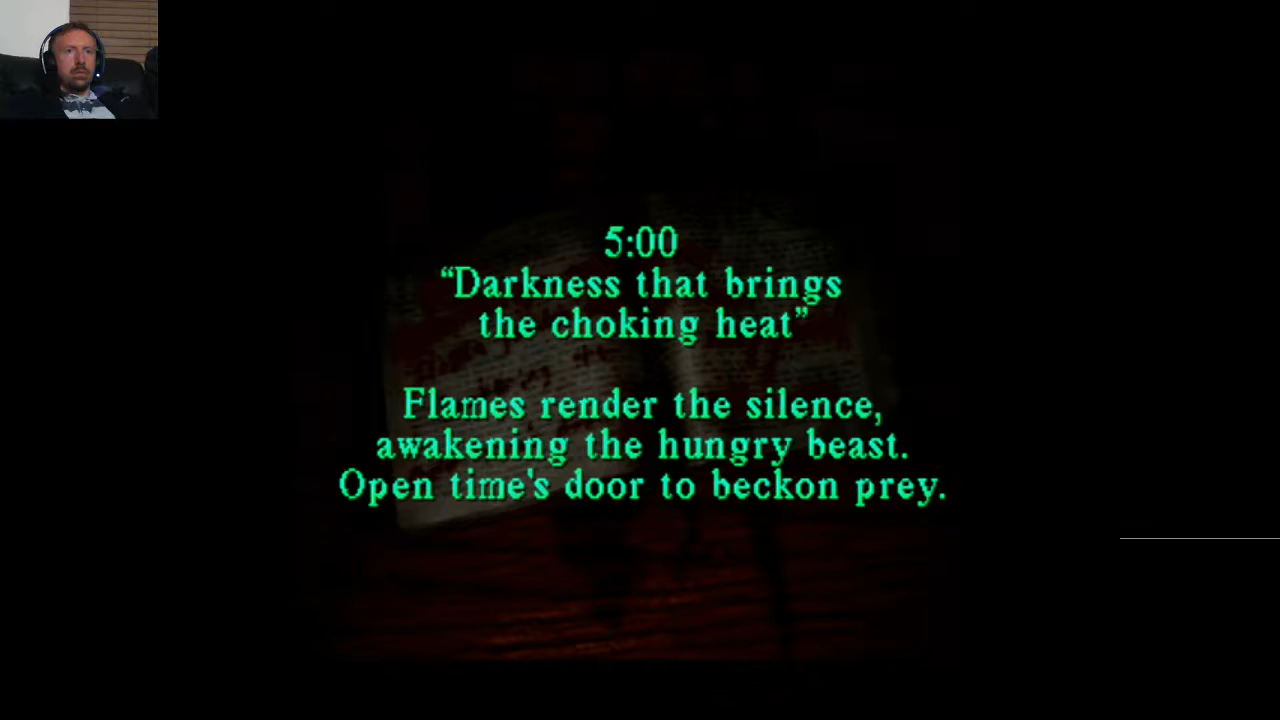 5:00
“Darkness that brings
the choking heat”
Flames render the silence,
awakening the hungry beast.
Open time's door to beckon prey.